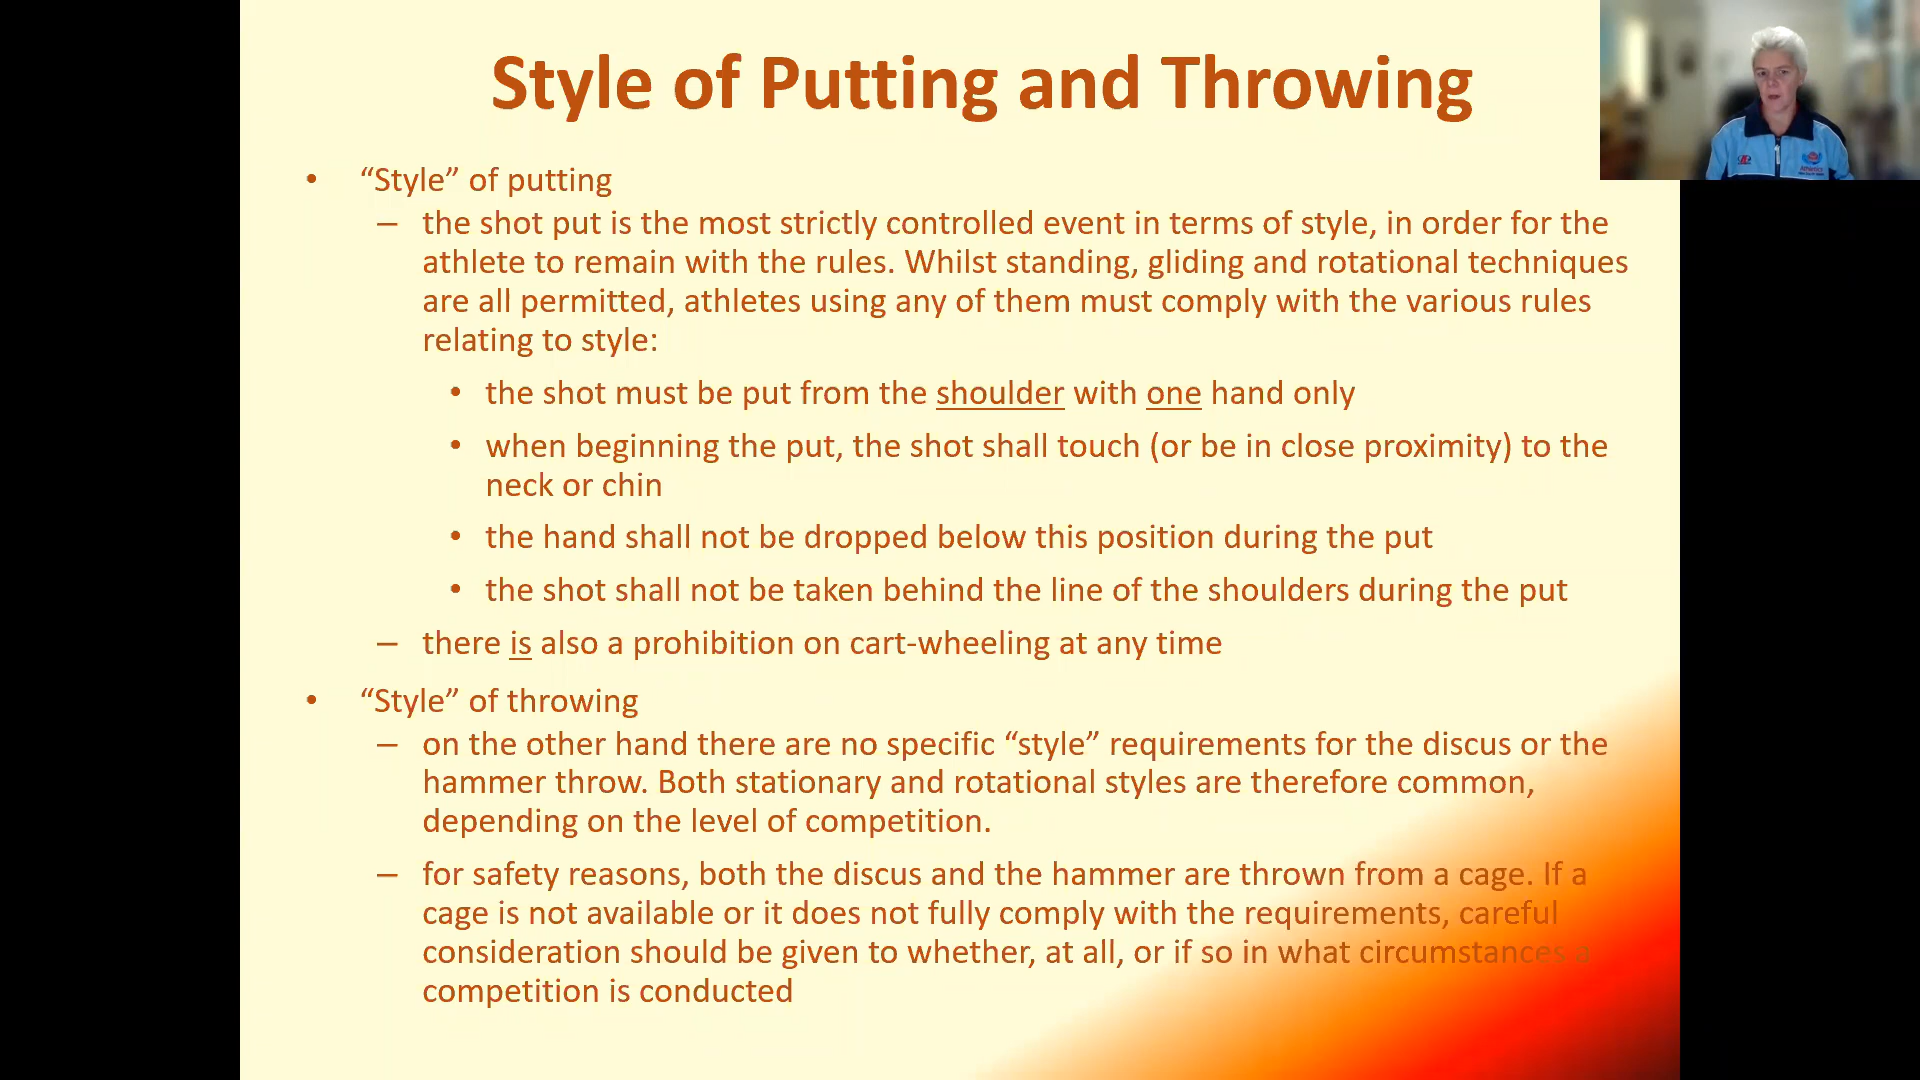 Style of Putting and Throwing
• “Style” of putting
– the shot put is the most strictly controlled event in terms of style, in order for the
athlete to remain with the rules. Whilst standing, gliding and rotational techniques
are all permitted, athletes using any of them must comply with the various rules
relating to style:
• the shot must be put from the shoulder with one hand only
• when beginning the put, the shot shall touch (or be in close proximity) to the
neck or chin
• the hand shall not be dropped below this position during the put
• the shot shall not be taken behind the line of the shoulders during the put
– there is also a prohibition on cart-wheeling at any time
• “Style” of throwing
– on the other hand there are no specific “style” requirements for the discus or the
hammer throw. Both stationary and rotational styles are therefore common,
depending on the level of competition.
– for safety reasons, both the discus and the hammer are thrown from a cage. If a
cage is not available or it does not fully comply with the requirements, careful
consideration should be given to whether, at all, or if so in what circumstances a
competition is conducted
Athletics